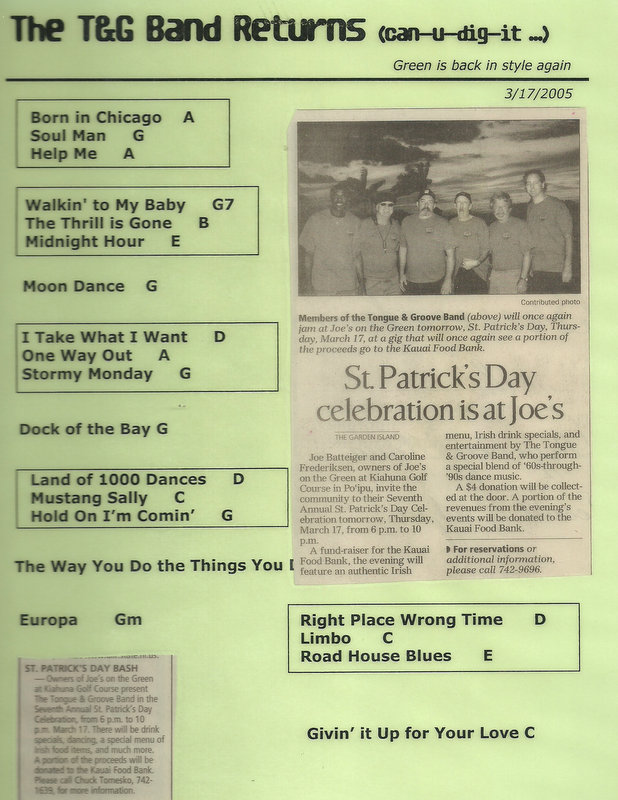 The T&G Band Returns (can-u-dig-it ...)
Green is back in style again
3/17/2005
Born in Chicago A
Soul Man G
Help Me A
Walkin' to My Baby G7
The Thrill is Gone B
Midnight Hour E
Moon Dance G
I Take What I Want D
One Way Out A
Stormy Monday G
Dock of the Bay G
Land of 1000 Dances D
Mustang Sally C
Hold On I'm Comin' G
The Way You Do the Things You
Europa Gm
Contributed photo
Members of the Tongue & Groove Band (above) will once again
jam at Joe's on the Green tomorrow, St. Patrick's Day, Thurs-
day, March 17, at a gig that will once again see a portion of
the proceeds go to the Kauai Food Bank.
St. Patrick's Day
celebration is at Joe's
THE GARDEN ISLAND
Joe Batteiger and Caroline
Frederiksen, owners of Joe's
on the Green at Kiahuna Golf
Course in Po'ipu, invite the
community to their Seventh
Annual St. Patrick's Day Cel-
ebration tomorrow, Thursday,
March 17, from 6 p.m. to 10
p.m.
A fund-raiser for the Kauai
Food Bank, the evening will
feature an authentic Irish
menu, Irish drink specials, and
entertainment by The Tongue
& Groove Band, who perform
a special blend of '60s-through-
'90s dance music.
A $4 donation will be collect-
ed at the door. A portion of the
revenues from the evening's
events will be donated to the
Kauai Food Bank.
For reservations or
additional information,
please call 742-9696.
Right Place Wrong Time D
Limbo C
Road House Blues E
Givin' it Up for Your Love C
ST. PATRICK'S DAY BASH
— Owners of Joe's on the Green
at Kiahuna Golf Course present
The Tongue & Groove Band in the
Seventh Annual St. Patrick's Day
Celebration, from 6 p.m. to 10
p.m. March 17. There will be drink
specials, dancing, a special menu of
Irish food items, and much more.
A portion of the proceeds will be
donated to the Kauai Food Bank.
Please call Chuck Tomesko, 742-
1639, for more information.